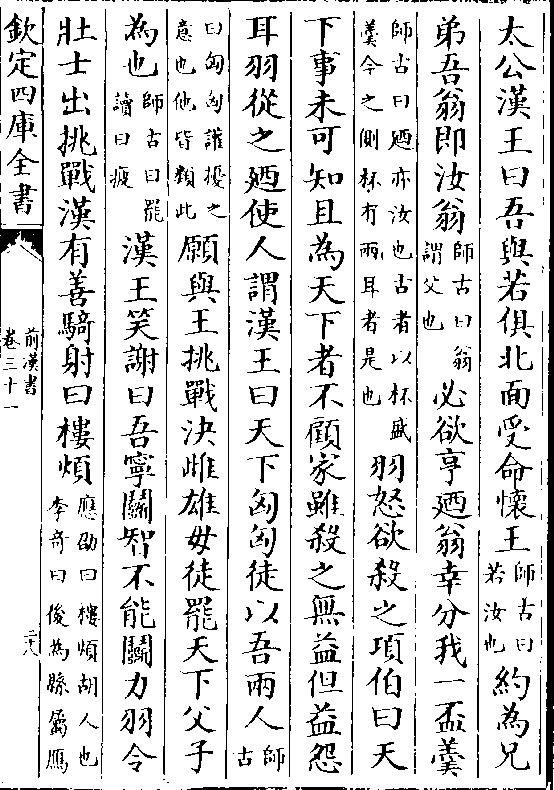 太公漢王曰吾與若俱北面受命懷王師古曰若汝也約為兄
弟吾翁即汝翁師古曰翁謂父也必欲亨廼翁幸分我一盃羹
師古曰廼亦汝也古者以杯盛羹今之側杯有兩耳者是也羽怒欲殺之項伯曰天
下事未可知且為天下者不顧家雖殺之無益但益怨
耳羽從之廼使人謂漢王曰天下匈匈徒以吾兩人師古
曰匈匈讙擾之意也他皆類此願與王挑戰決雌雄毋徒罷天下父子
為也師古曰罷讀曰疲漢王笑謝曰吾寧鬭智不能鬭力羽令
壯士出挑戰漢有善騎射曰樓煩應劭曰樓煩胡人也李奇曰後為縣屬鴈
欽定四庫全書
前漢書
卷三十一
二八